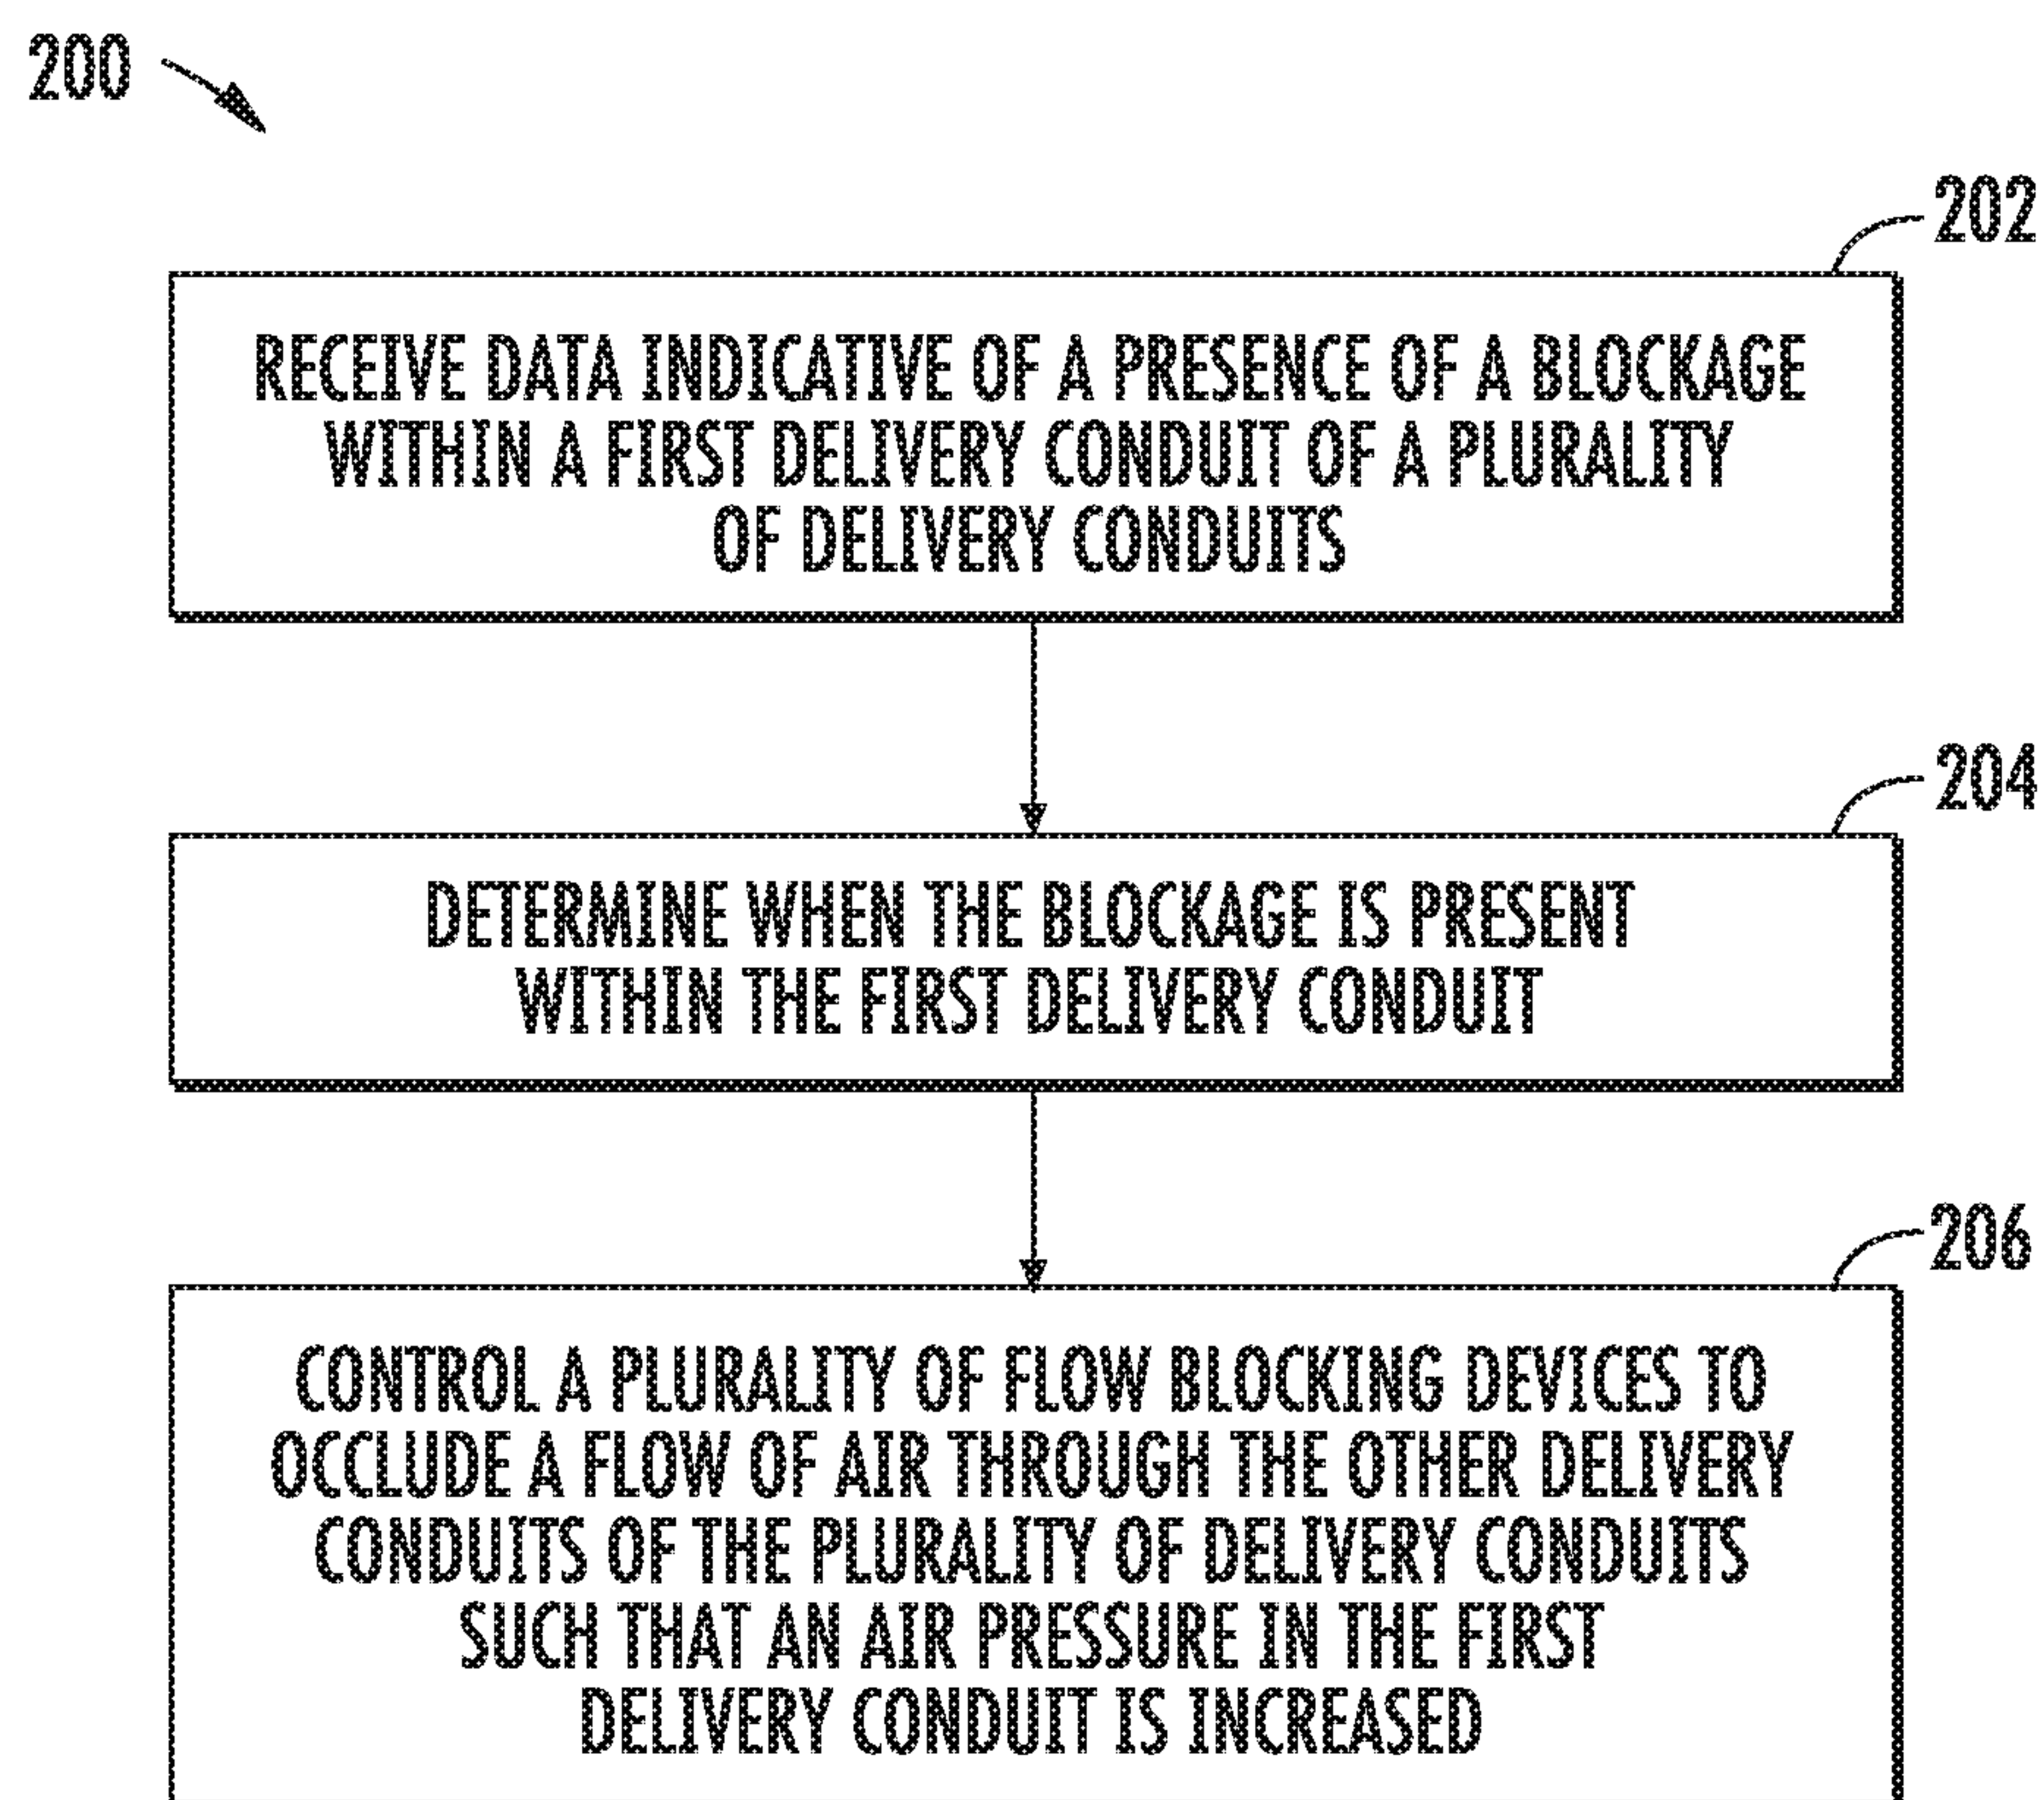 200
202
RECEIVE DATA INDICATIVE OF A PRESENCE OF A BLOCKAGE
WITHIN A FIRST DELIVERY CONDUIT OF A PLURALITY
OF DELIVERY CONDUITS
204
DETERMINE WHEN THE BLOCKAGE IS PRESENT
WITHIN THE FIRST DELIVERY CONDUIT
206
CONTROL A PLURALITY OF FLOW BLOCKING DEVICES TO
OCCLUDE A FLOW OF AIR THROUGH THE OTHER DELIVERY
CONDUITS OF THE PLURALITY OF DELIVERY CONDUITS
SUCH THAT AN AIR PRESSURE IN THE FIRST
DELIVERY CONDUIT IS INCREASED